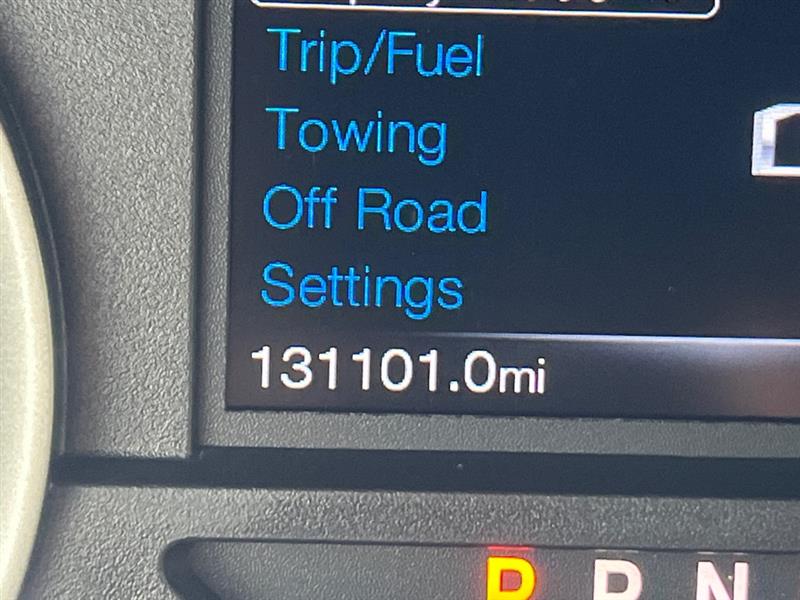 Trip/Fuel
Towing
Off Road
Settings
131101.0mi
P R N